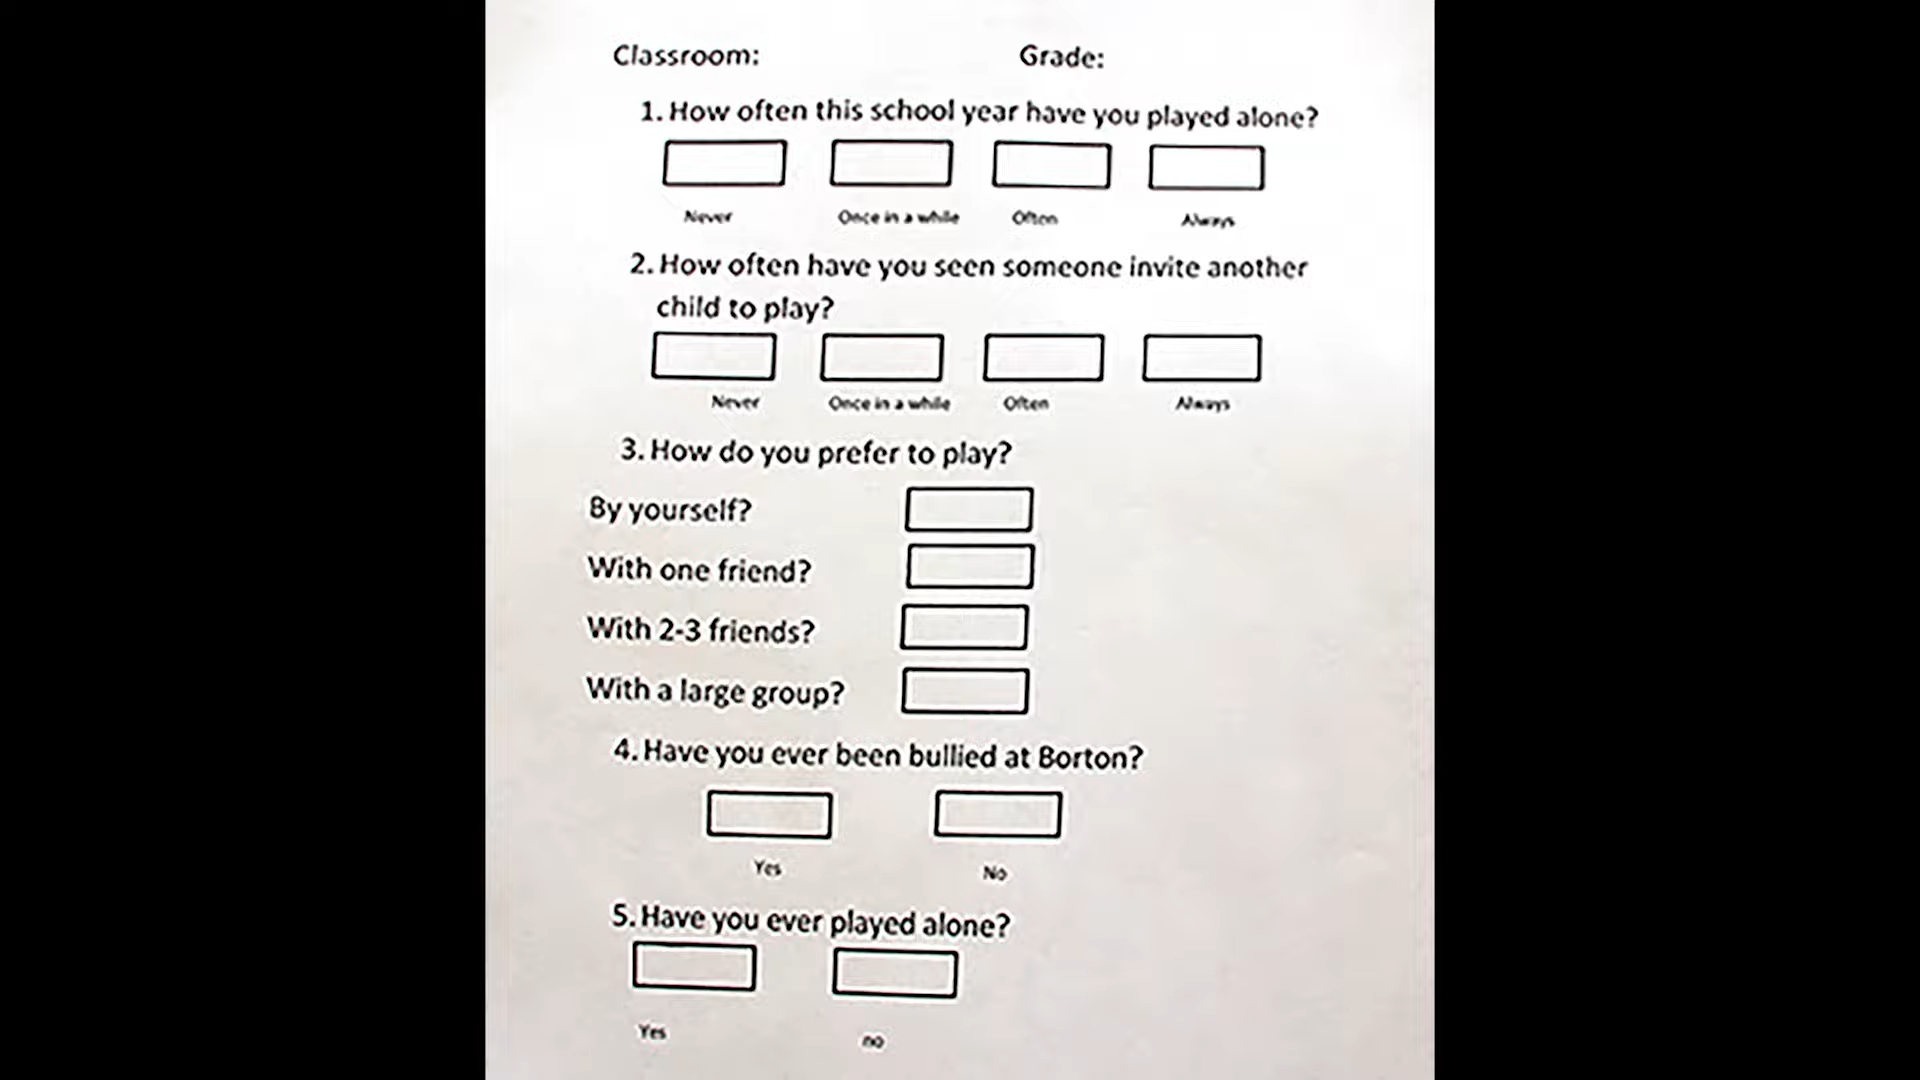 Classroom: Grade:
1. How often this school year have you played alone?
Never Once in a while Often Always
2. How often have you seen someone invite another
child to play?
Never Once in a while Often Always
3. How do you prefer to play?
By yourself?
With one friend?
With 2-3 friends?
With a large group?
4. Have you ever been bullied at Borton?
Yes No
5. Have you ever played alone?
Yes no